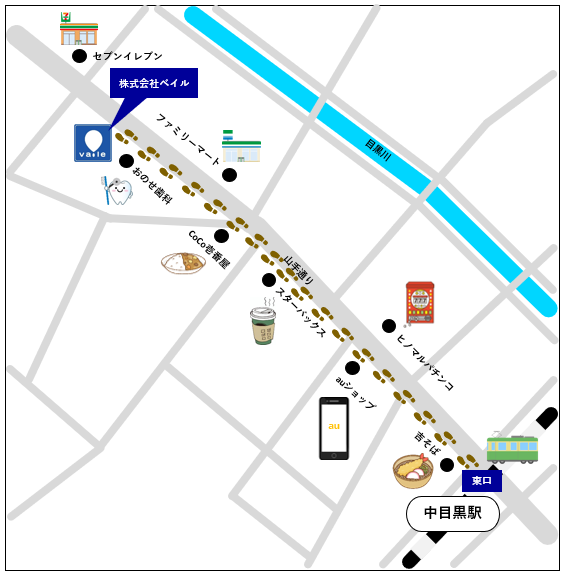 7
セブンイレブン
株式会社ベイル
vaile
ファミリーマート
目黒川
おのせ歯科
CoCo壱番屋
山手通り
スターバックス
ヒノマルパチンコ
auショップ
au
吉そば
東口
中目黒駅